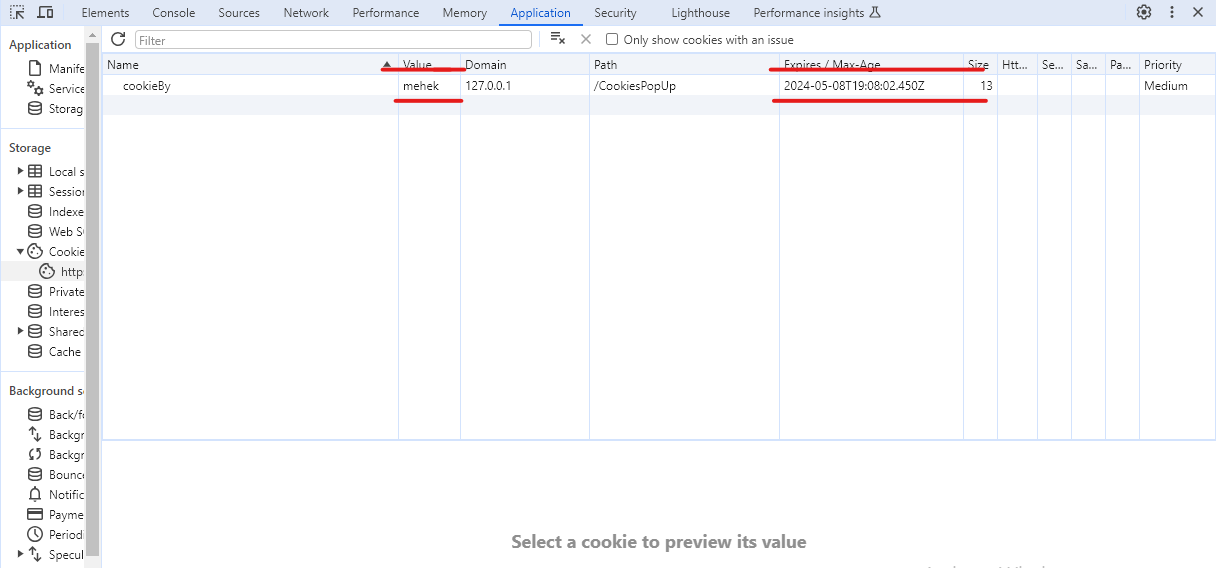 Elements Console Sources Network Performance Memory Application Security Lighthouse Performance insights
Application
Manife
Service
Storag
Storage
Local s
Session
Indexe
Web S
Cookie
http
Private
Interes
Shared
Cache
Background se
Back/fo
Backgr
Backgr
Bounce
Notific
Payme
Period
Specul
Filter
Only show cookies with an issue
Name Value Domain Path Expires / Max-Age Size Htt... Se... Sa... Pa... Priority
cookieBy mehek 127.0.0.1 /CookiesPopUp 2024-05-08T19:08:02.450Z 13 Medium
Select a cookie to preview its value